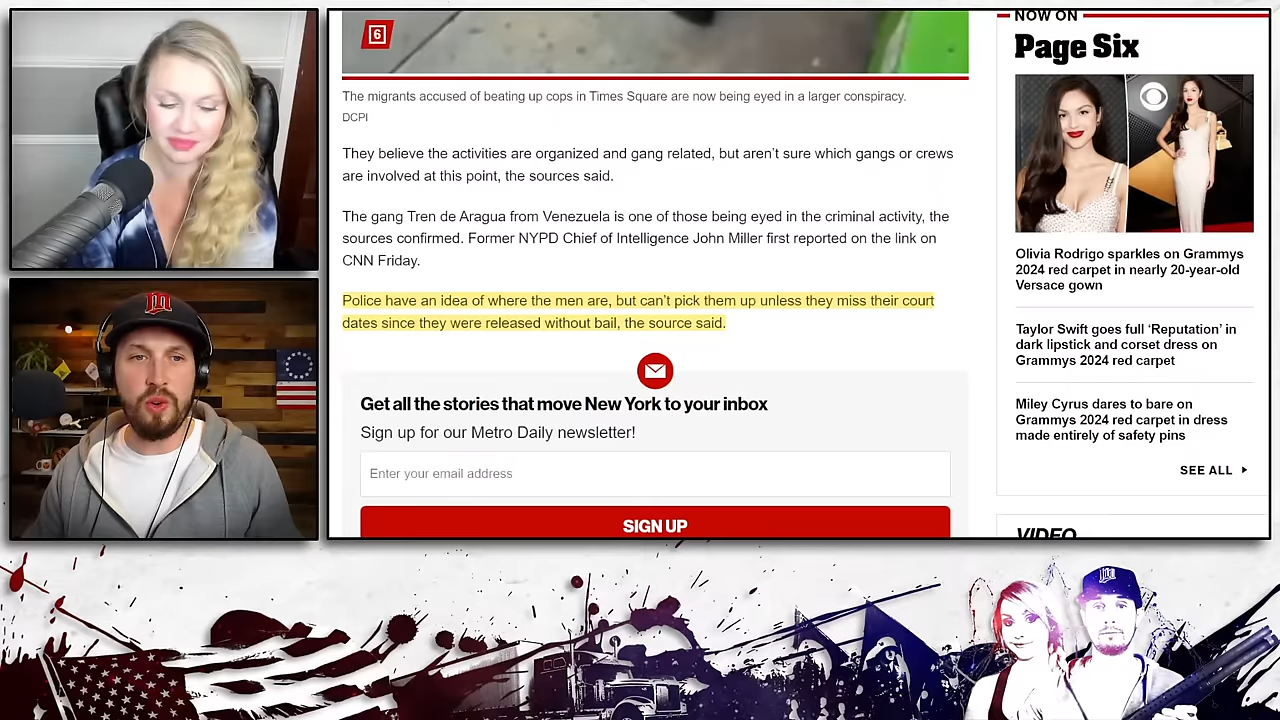 6
The migrants accused of beating up cops in Times Square are now being eyed in a larger conspiracy.
DCPI
They believe the activities are organized and gang related, but aren't sure which gangs or crews
are involved at this point, the sources said.
The gang Tren de Aragua from Venezuela is one of those being eyed in the criminal activity, the
sources confirmed. Former NYPD Chief of Intelligence John Miller first reported on the link on
CNN Friday.
Police have an idea of where the men are, but can't pick them up unless they miss their court
dates since they were released without bail, the source said.
Get all the stories that move New York to your inbox
Sign up for our Metro Daily newsletter!
Enter your email address
SIGN UP
NOW ON
Page Six
Olivia Rodrigo sparkles on Grammys
2024 red carpet in nearly 20-year-old
Versace gown
Taylor Swift goes full ‘Reputation’ in
dark lipstick and corset dress on
Grammys 2024 red carpet
Miley Cyrus dares to bare on
Grammys 2024 red carpet in dress
made entirely of safety pins
SEE ALL
VIDEO